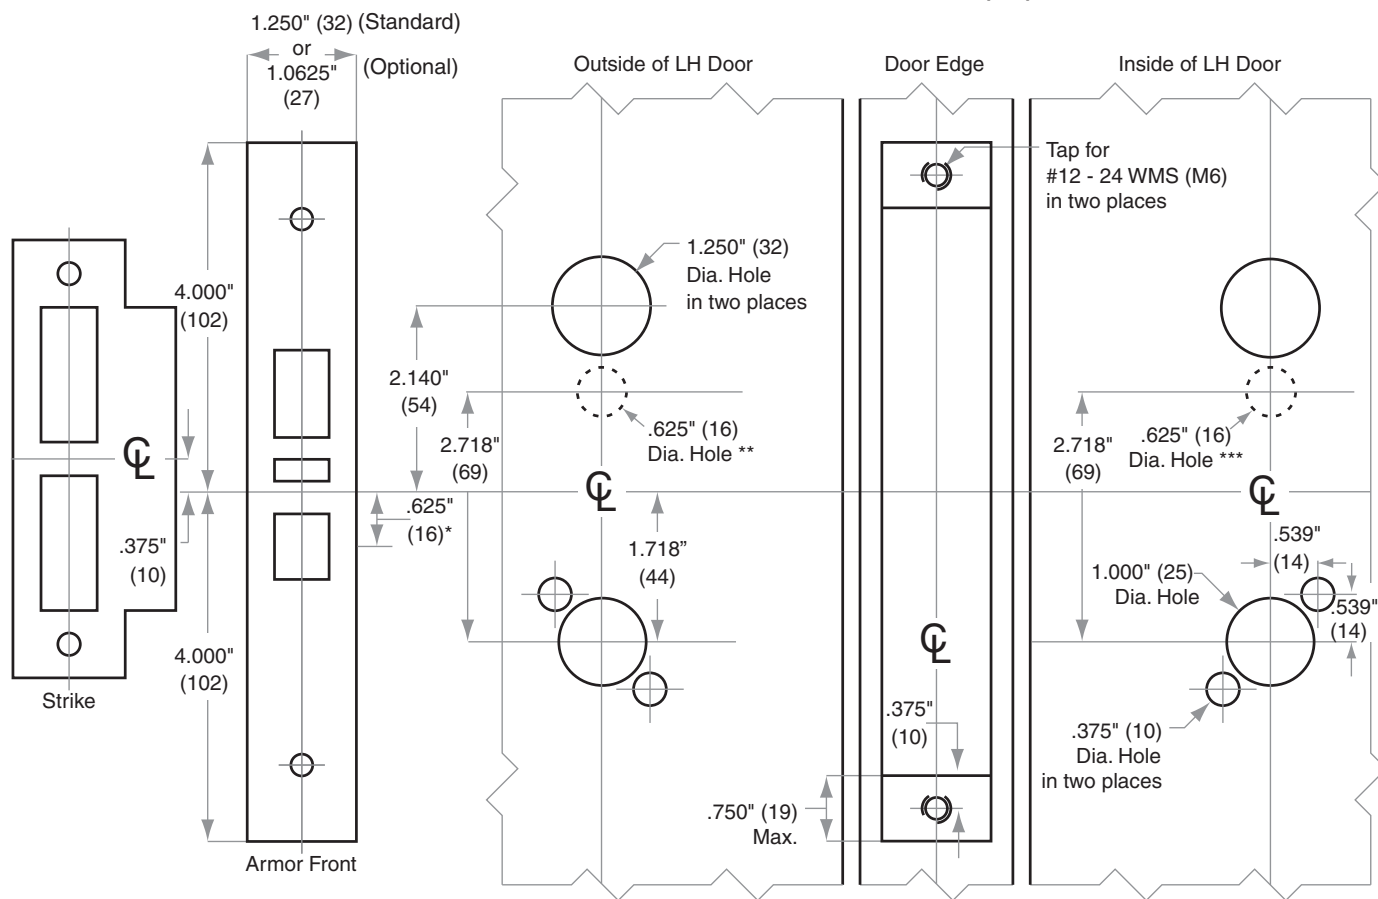 1.250" (32) (Standard)
or
1.0625" (Optional)
(27)
Outside of LH Door
Door Edge
Inside of LH Door
Tap for
#12 - 24 WMS (M6)
in two places
1.250" (32)
Dia. Hole
in two places
4.000"
(102)
2.140"
(54)
2.718"
(69)
.625" (16)
Dia. Hole **
2.718"
(69)
.625" (16)
Dia. Hole ***
℄
℄
℄
.625"
(16)*
.375"
(10)
1.718”
(44)
.539"
(14)
1.000" (25)
Dia. Hole
.539"
(14)
℄
4.000"
(102)
Strike
.375"
(10)
.375" (10)
Dia. Hole
in two places
.750" (19)
Max.
Armor Front